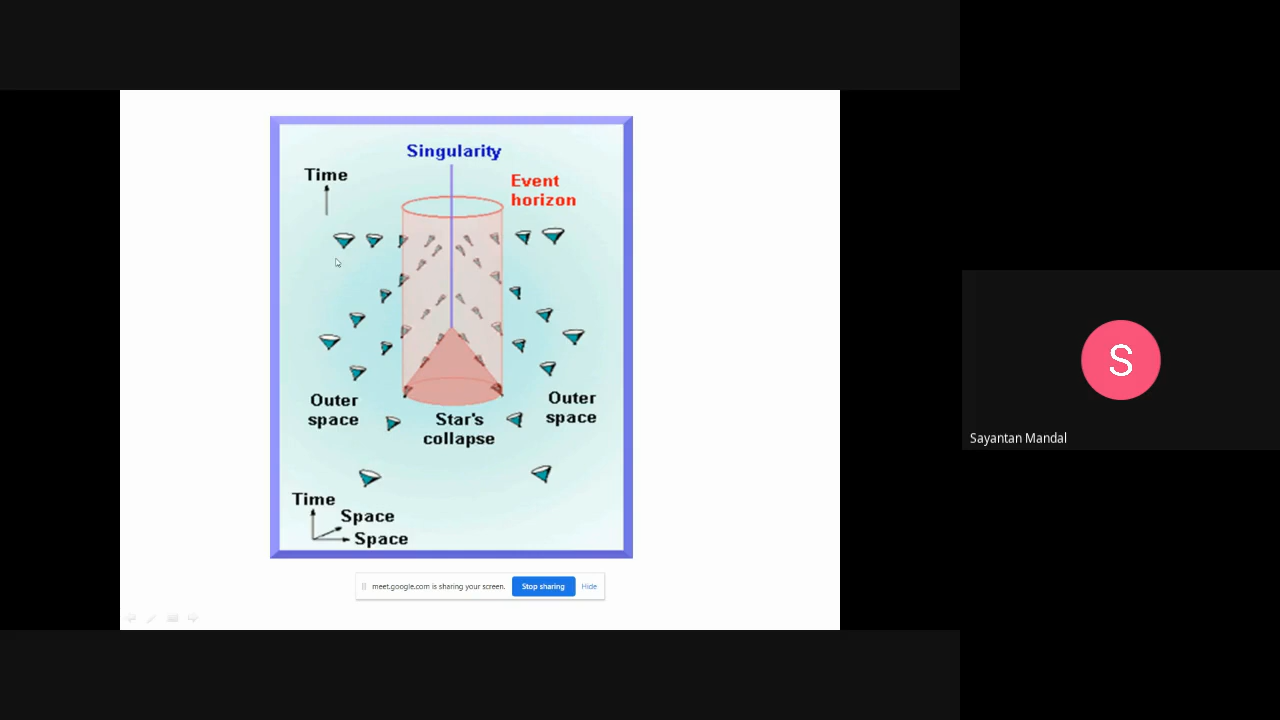 Singularity
Time
Event
horizon
Outer
space
Star's
collapse
Outer
space
Time
Space
Space
meet.google.com is sharing your screen.
Stop sharing
Hide
S
Sayantan Mandal